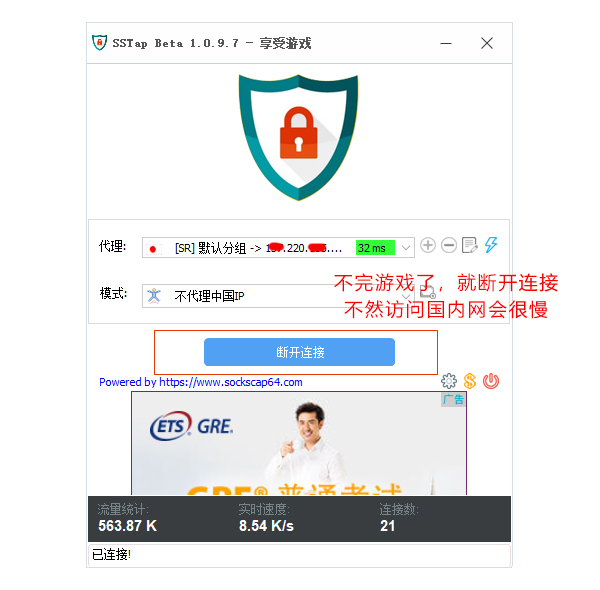 SSTap Beta 1.0.9.7 - 享受游戏
代理: [SR] 默认分组 -> 1 .220. .... 32 ms
模式: 不代理中国IP
不完游戏了，就断开连接
不然访问国内网会很慢
断开连接
Powered by https://www.sockscap64.com
广告
ETS GRE.
GRE® 普通考试
流量统计: 实时速度: 连接数:
563.87 K 8.54 K/s 21
已连接!